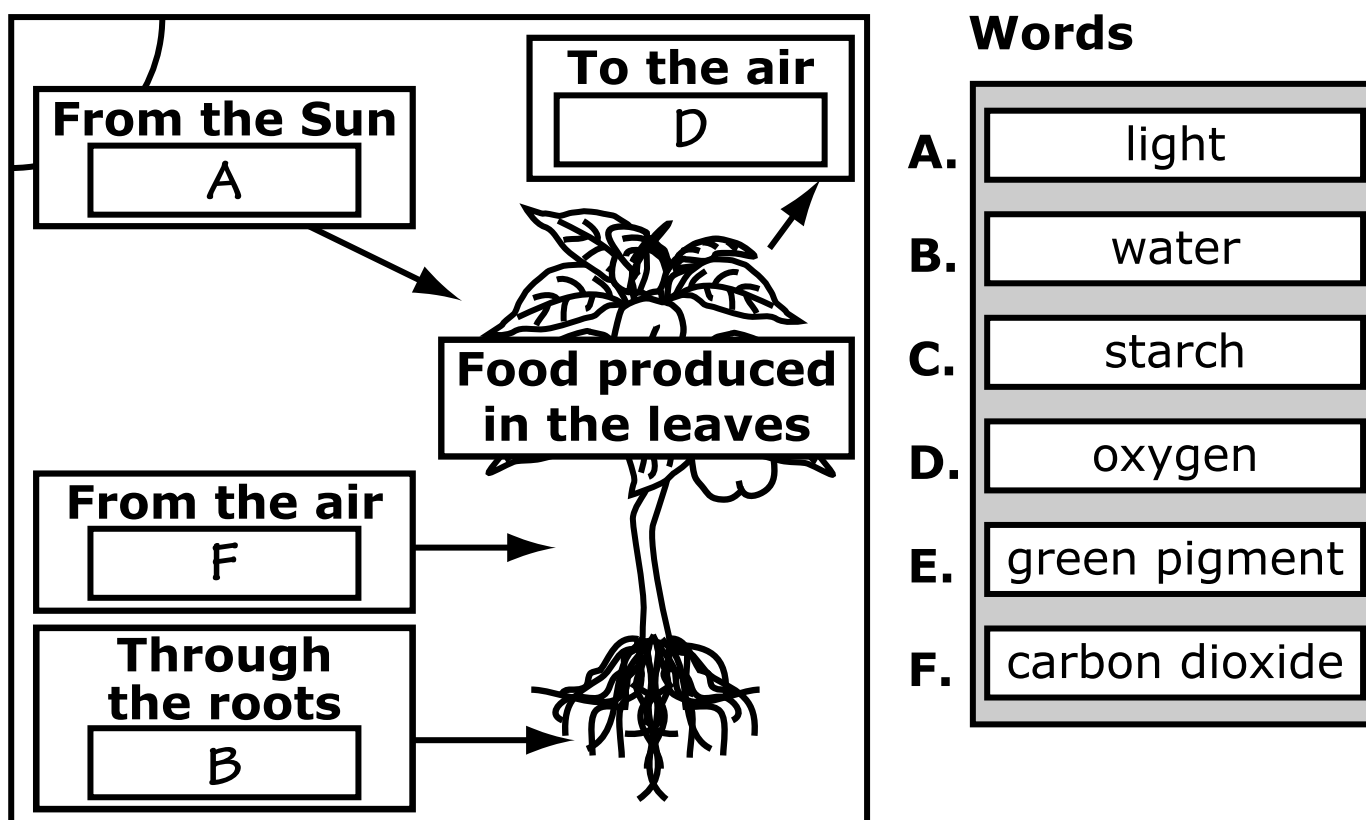 From the Sun
A
To the air
D
Food produced
in the leaves
From the air
F
Through
the roots
B
Words
A. light
B. water
C. starch
D. oxygen
E. green pigment
F. carbon dioxide